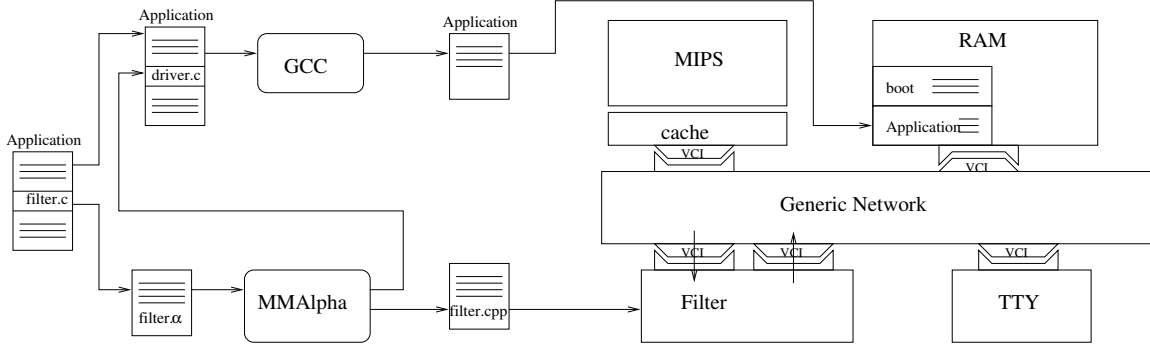 Application
driver.c
GCC
Application
MIPS
cache
VCI
RAM
boot
Application
VCI
Application
filter.c
Generic Network
VCI
VCI
VCI
filter.α
MMAlpha
filter.cpp
Filter
TTY